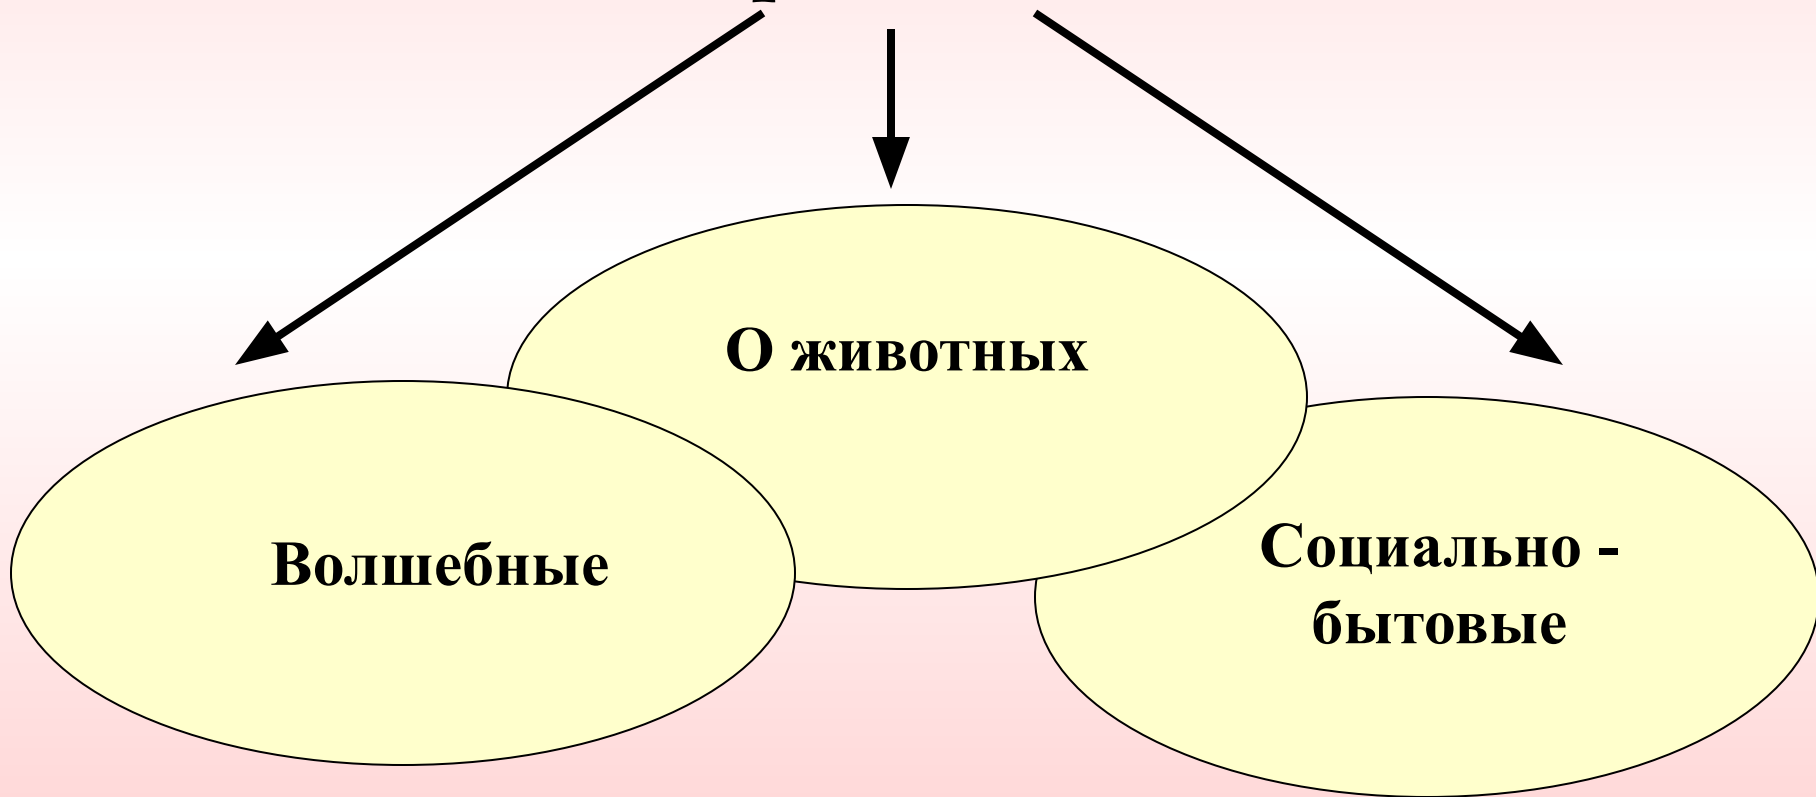 О животных
Волшебные
Социально -
бытовые